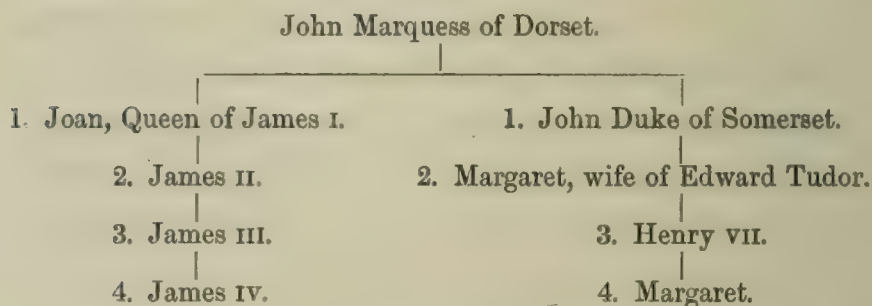 John Marquess of Dorset.
1. Joan, Queen of James I. 1. John Duke of Somerset.
2. James II. 2. Margaret, wife of Edward Tudor.
3. James III. 3. Henry VII.
4. James IV. 4. Margaret.